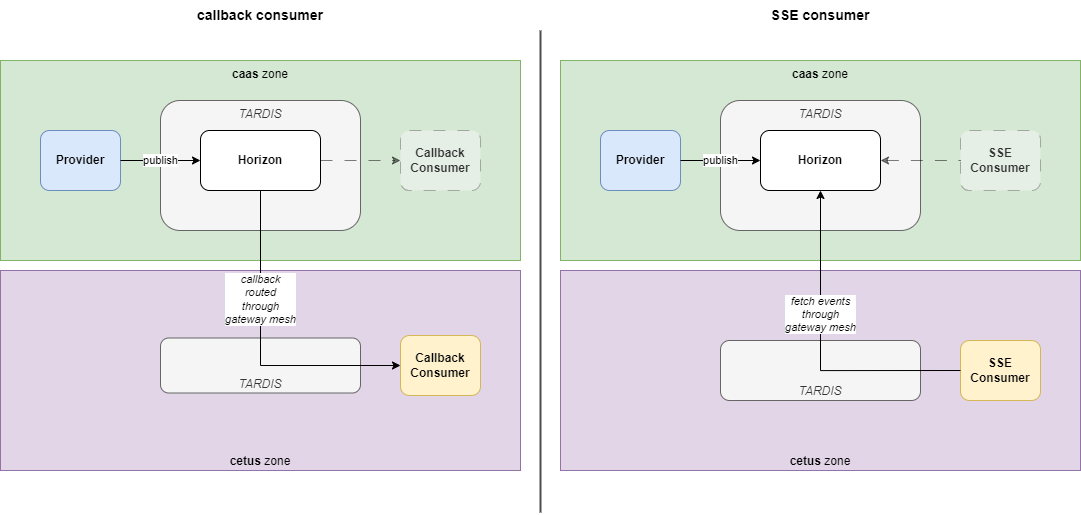 callback consumer
caas zone
TARDIS
Provider
publish
Horizon
Callback
Consumer
callback
routed
through
gateway mesh
Callback
Consumer
TARDIS
cetus zone
SSE consumer
caas zone
TARDIS
Provider
publish
Horizon
SSE
Consumer
fetch events
through
gateway mesh
SSE
Consumer
TARDIS
cetus zone